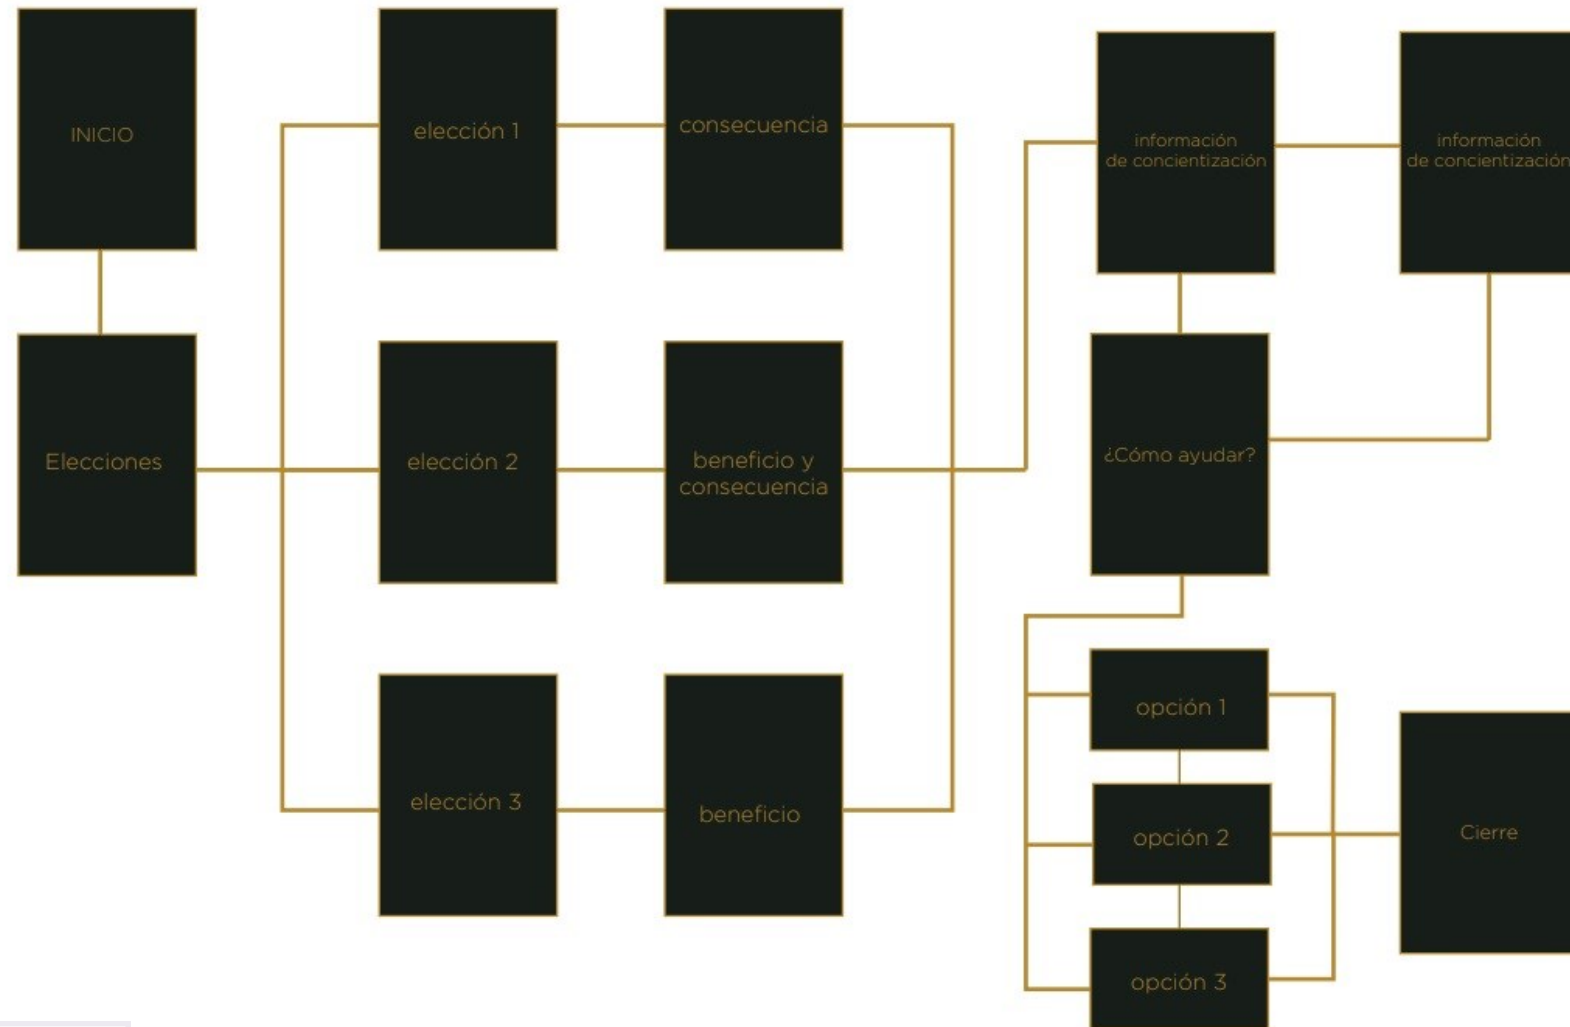 INICIO
Elecciones
elección 1
consecuencia
elección 2
beneficio y
consecuencia
elección 3
beneficio
información
de concientización
información
de concientización
¿Cómo ayudar?
opción 1
opción 2
opción 3
Cierre